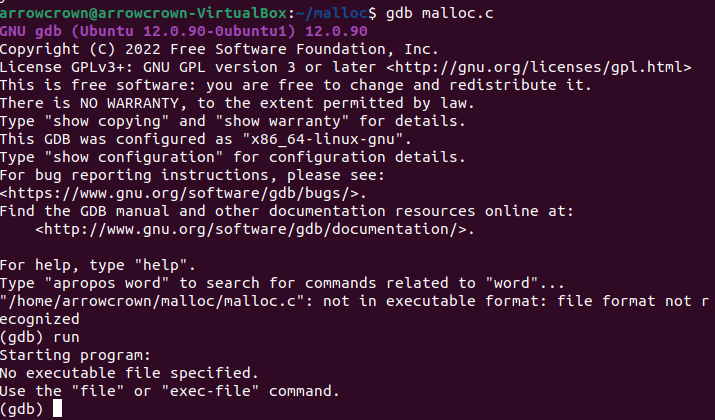 arrowcrown@arrowcrown-VirtualBox:~/malloc$ gdb malloc.c
GNU gdb (Ubuntu 12.0.90-0ubuntu1) 12.0.90
Copyright (C) 2022 Free Software Foundation, Inc.
License GPLv3+: GNU GPL version 3 or later <http://gnu.org/licenses/gpl.html>
This is free software: you are free to change and redistribute it.
There is NO WARRANTY, to the extent permitted by law.
Type "show copying" and "show warranty" for details.
This GDB was configured as "x86_64-linux-gnu".
Type "show configuration" for configuration details.
For bug reporting instructions, please see:
<https://www.gnu.org/software/gdb/bugs/>.
Find the GDB manual and other documentation resources online at:
    <http://www.gnu.org/software/gdb/documentation/>.

For help, type "help".
Type "apropos word" to search for commands related to "word"...
"/home/arrowcrown/malloc/malloc.c": not in executable format: file format not r
ecognized
(gdb) run
Starting program:
No executable file specified.
Use the "file" or "exec-file" command.
(gdb)